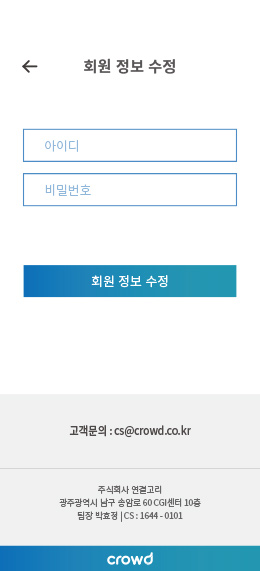 회원 정보 수정
아이디
비밀번호
회원 정보 수정
고객문의 : cs@crowd.co.kr
주식회사 연결고리
광주광역시 남구 송암로 60 CGI센터 10층
팀장 박효정 | CS : 1644 - 0101
crowd